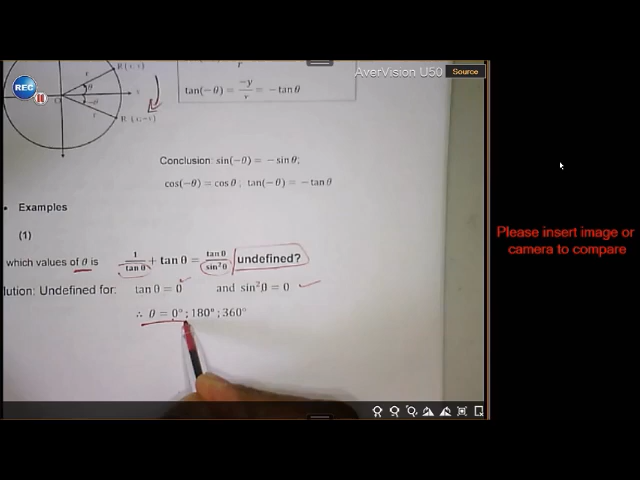 AverVision U50
Source
REC
r
tan(−θ) = −y/x = −tan θ
Conclusion: sin(−θ) = −sin θ;
cos(−θ) = cos θ ; tan(−θ) = −tan θ
• Examples
(1)
which values of θ is 1/tan θ + tan θ = tan θ/sin²θ undefined?
lution: Undefined for: tan θ = 0 and sin²θ = 0
∴ θ = 0° ; 180° ; 360°
Please insert image or
camera to compare